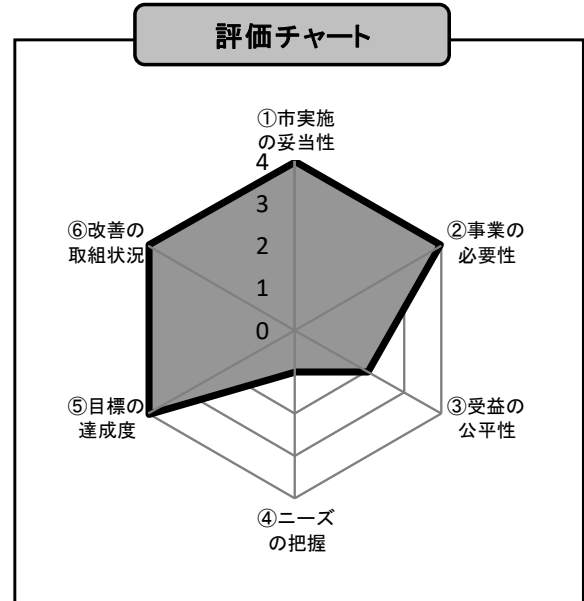 評価チャート
①市実施
の妥当性
4
3
2
1
0
②事業の
必要性
③受益の
公平性
④ニーズ
の把握
⑤目標の
達成度
⑥改善の
取組状況